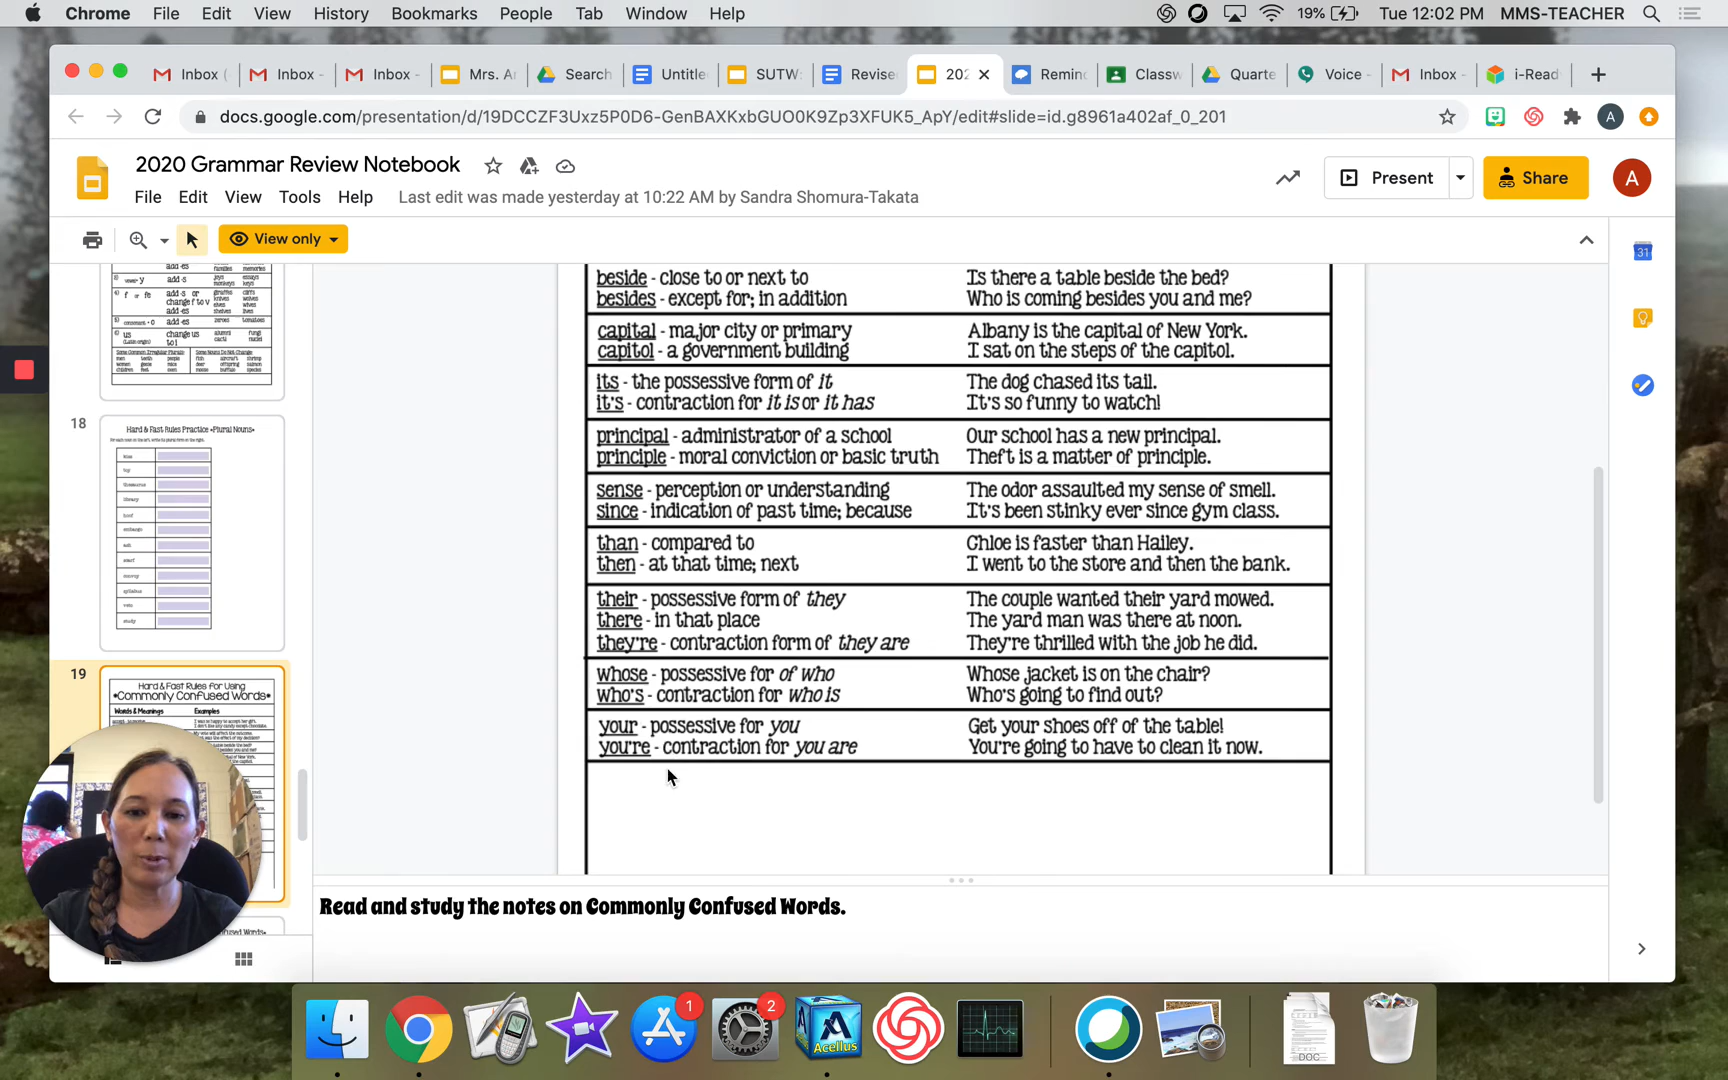 Chrome File Edit View History Bookmarks People Tab Window Help 19% Tue 12:02 PM MMS-TEACHER
Inbox ( Inbox - Inbox - Mrs. Ar Search Untitle SUTW: Revise 202 Remind Classw Quarte Voice - Inbox - i-Read
docs.google.com/presentation/d/19DCCZF3Uxz5P0D6-GenBAXKxbGUO0K9Zp3XFUK5_ApY/edit#slide=id.g8961a402af_0_201 A
2020 Grammar Review Notebook
File Edit View Tools Help Last edit was made yesterday at 10:22 AM by Sandra Shomura-Takata
Present Share A
View only
31
beside - close to or next to Is there a table beside the bed?
besides - except for; in addition Who is coming besides you and me?
capital - major city or primary Albany is the capital of New York.
capitol - a government building I sat on the steps of the capitol.
its - the possessive form of it The dog chased its tail.
it's - contraction for it is or it has It's so funny to watch!
principal - administrator of a school Our school has a new principal.
principle - moral conviction or basic truth Theft is a matter of principle.
sense - perception or understanding The odor assaulted my sense of smell.
since - indication of past time; because It's been stinky ever since gym class.
than - compared to Chloe is faster than Hailey.
then - at that time; next I went to the store and then the bank.
their - possessive form of they The couple wanted their yard mowed.
there - in that place The yard man was there at noon.
they're - contraction form of they are They're thrilled with the job he did.
whose - possessive for of who Whose jacket is on the chair?
who's - contraction for who is Who's going to find out?
your - possessive for you Get your shoes off of the table!
you're - contraction for you are You're going to have to clean it now.
18
Hard & Fast Rules Practice •Plural Nouns•
19
Hard & Fast Rules for Using
•Commonly Confused Words•
Words & Meanings Examples
Read and study the notes on Commonly Confused Words.
1
2
Acellus
DOC